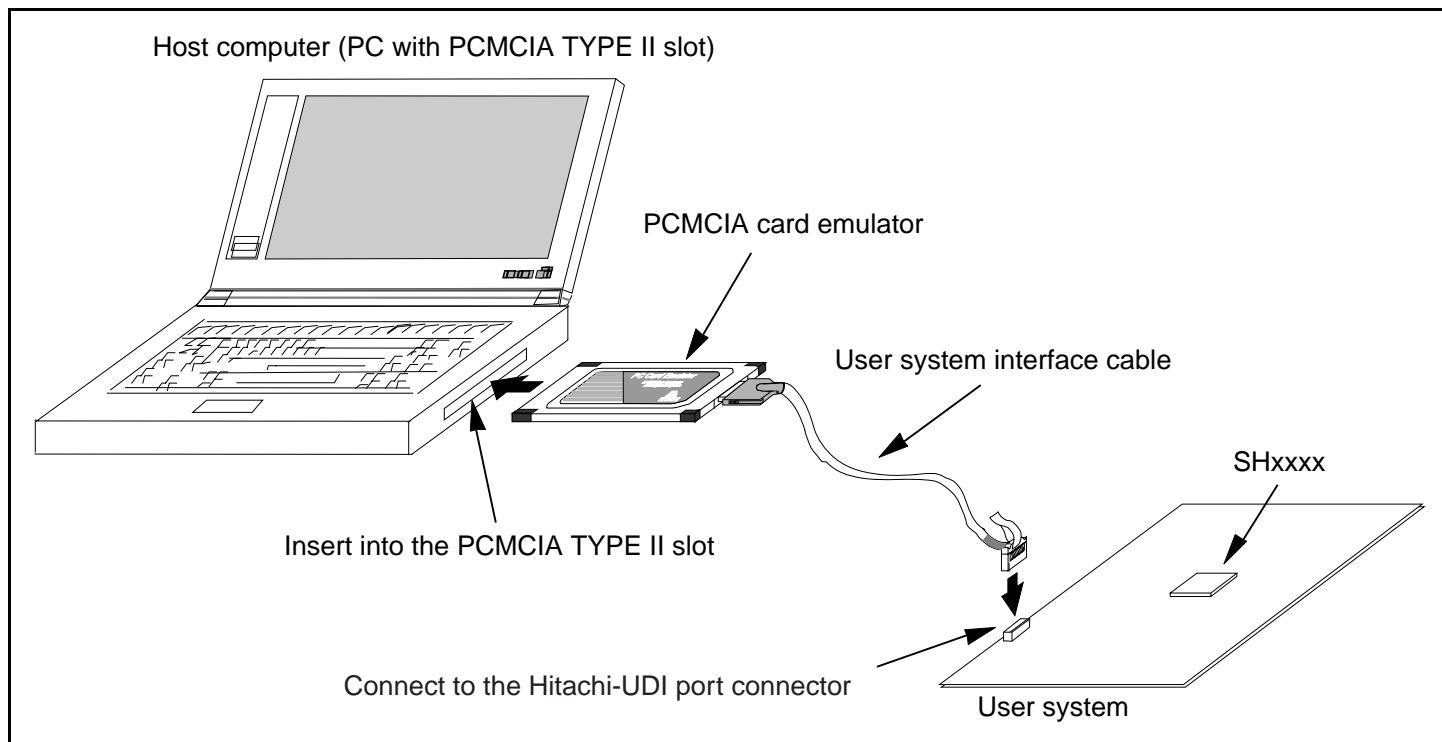 Host computer (PC with PCMCIA TYPE II slot)
PCMCIA card emulator
User system interface cable
SHxxxx
Insert into the PCMCIA TYPE II slot
Connect to the Hitachi-UDI port connector
User system